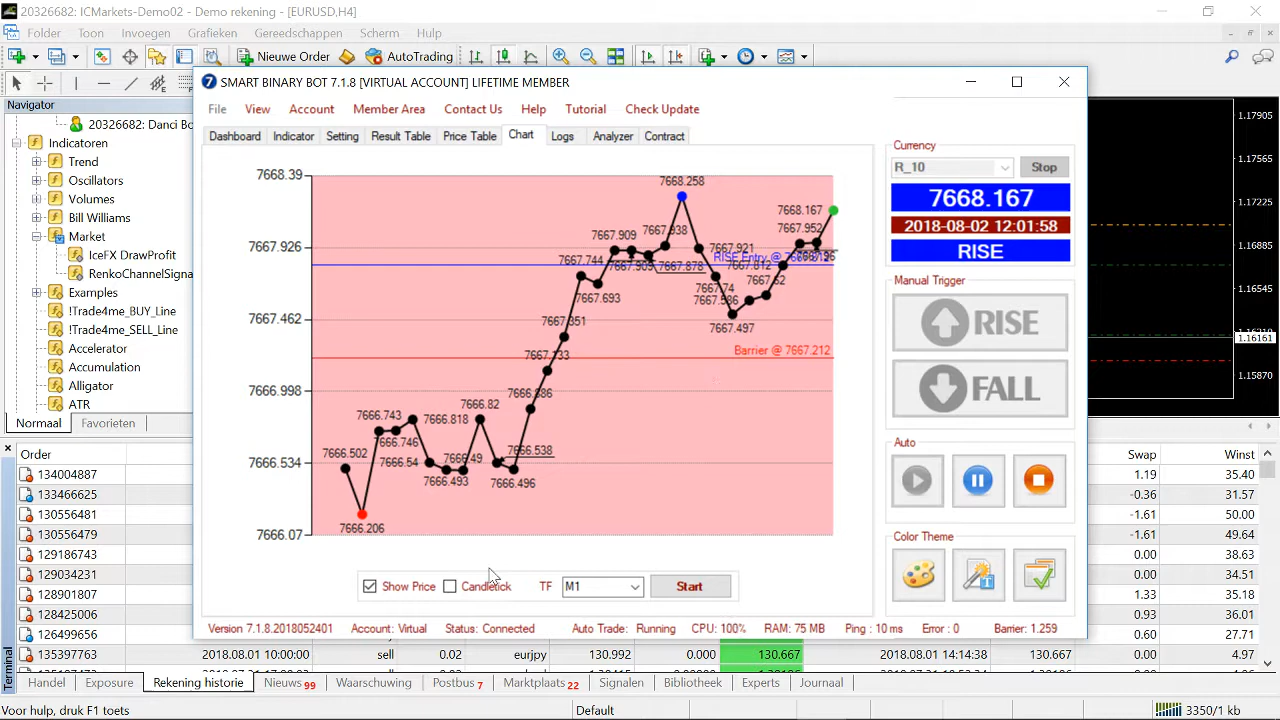 20326682: ICMarkets-Demo02 - Demo rekening - [EURUSD,H4]
Folder Toon Invoegen Grafieken Gereedschappen Scherm Hulp
Nieuwe Order AutoTrading
Navigator
20326682: Danci Bo
Indicatoren
Trend
Oscillators
Volumes
Bill Williams
Market
CateFX DowProfit
EurochannelSigna
Examples
!Trade4me_BUY_Line
!Trade4me_SELL_Line
Accelerator
Accumulation
Alligator
ATR
Normaal Favorieten
7 SMART BINARY BOT 7.1.8 [VIRTUAL ACCOUNT] LIFETIME MEMBER
File View Account Member Area Contact Us Help Tutorial Check Update
Dashboard Indicator Setting Result Table Price Table Chart Logs Analyzer Contract
7668.39
7667.926
7667.462
7666.998
7666.534
7666.07
7666.502
7666.206
7666.743
7666.746
7666.54
7666.818
7666.493
7666.49
7666.82
7666.538
7666.496
7666.886
7667.133
7667.351
7667.744
7667.693
7667.909
7667.909
7667.878
7667.938
7668.258
7667.921
7667.74
7667.586
7667.497
7667.62
7667.812
7667.952
7668.167
RISE Entry @
Barrier @ 7667.212
Show Price Candletick TF M1 Start
Currency
R_10 Stop
7668.167
2018-08-02 12:01:58
RISE
Manual Trigger
RISE
FALL
Auto
Color Theme
Version 7.1.8.2018052401 Account: Virtual Status: Connected Auto Trade: Running CPU: 100% RAM: 75 MB Ping : 10 ms Error : 0 Barrier: 1.259
1.17905
1.17565
1.17225
1.16885
1.16545
1.16161
1.15870
Order Swap Winst
134004887 1.19 35.40
133466625 -0.36 31.57
130556481 -1.61 50.00
130556479 -1.61 49.64
129186743 0.00 38.63
129034231 0.00 34.51
128901807 1.33 35.18
128425006 0.93 36.01
126499656 0.60 27.71
135397763 2018.08.01 10:00:00 sell 0.02 eurjpy 130.992 0.000 130.667 2018.08.01 14:14:38 130.667 0.00 4.97
Terminal
Handel Exposure Rekening historie Nieuws 99 Waarschuwing Postbus 7 Marktplaats 22 Signalen Bibliotheek Experts Journaal
Voor hulp, druk F1 toets Default 3350/1 kb